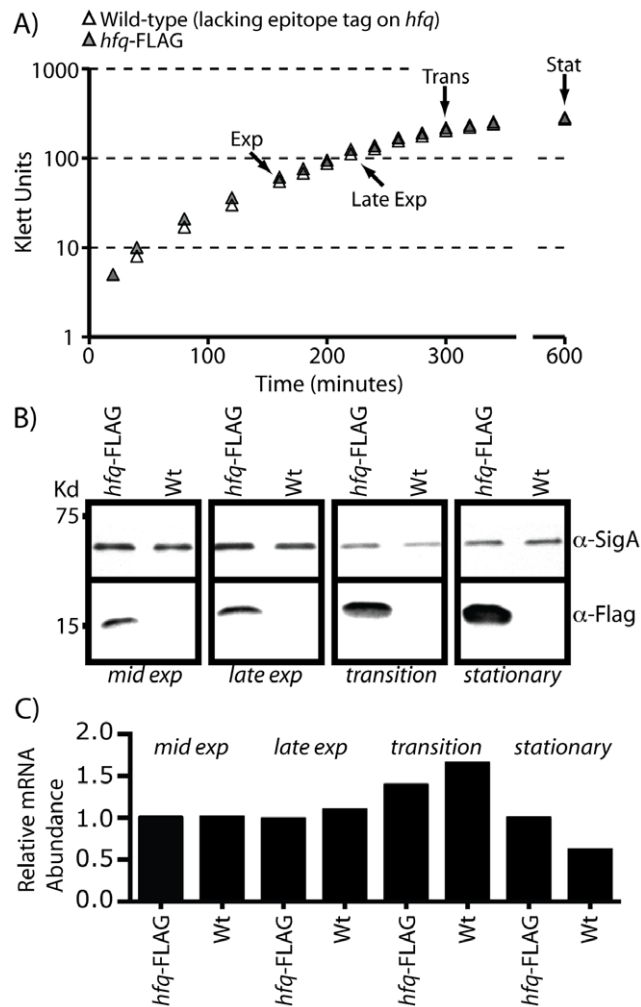 A)
Wild-type (lacking epitope tag on hfq)
hfq-FLAG
1000
100
10
1
Klett Units
Exp
Late Exp
Trans
Stat
0
100
200
300
600
Time (minutes)
B)
hfq-FLAG
Wt
hfq-FLAG
Wt
hfq-FLAG
Wt
hfq-FLAG
Wt
Kd
75
15
α-SigA
α-Flag
mid exp
late exp
transition
stationary
C)
Relative mRNA
Abundance
2.0
1.5
1.0
0.5
0.0
mid exp
late exp
transition
stationary
hfq-FLAG
Wt
hfq-FLAG
Wt
hfq-FLAG
Wt
hfq-FLAG
Wt